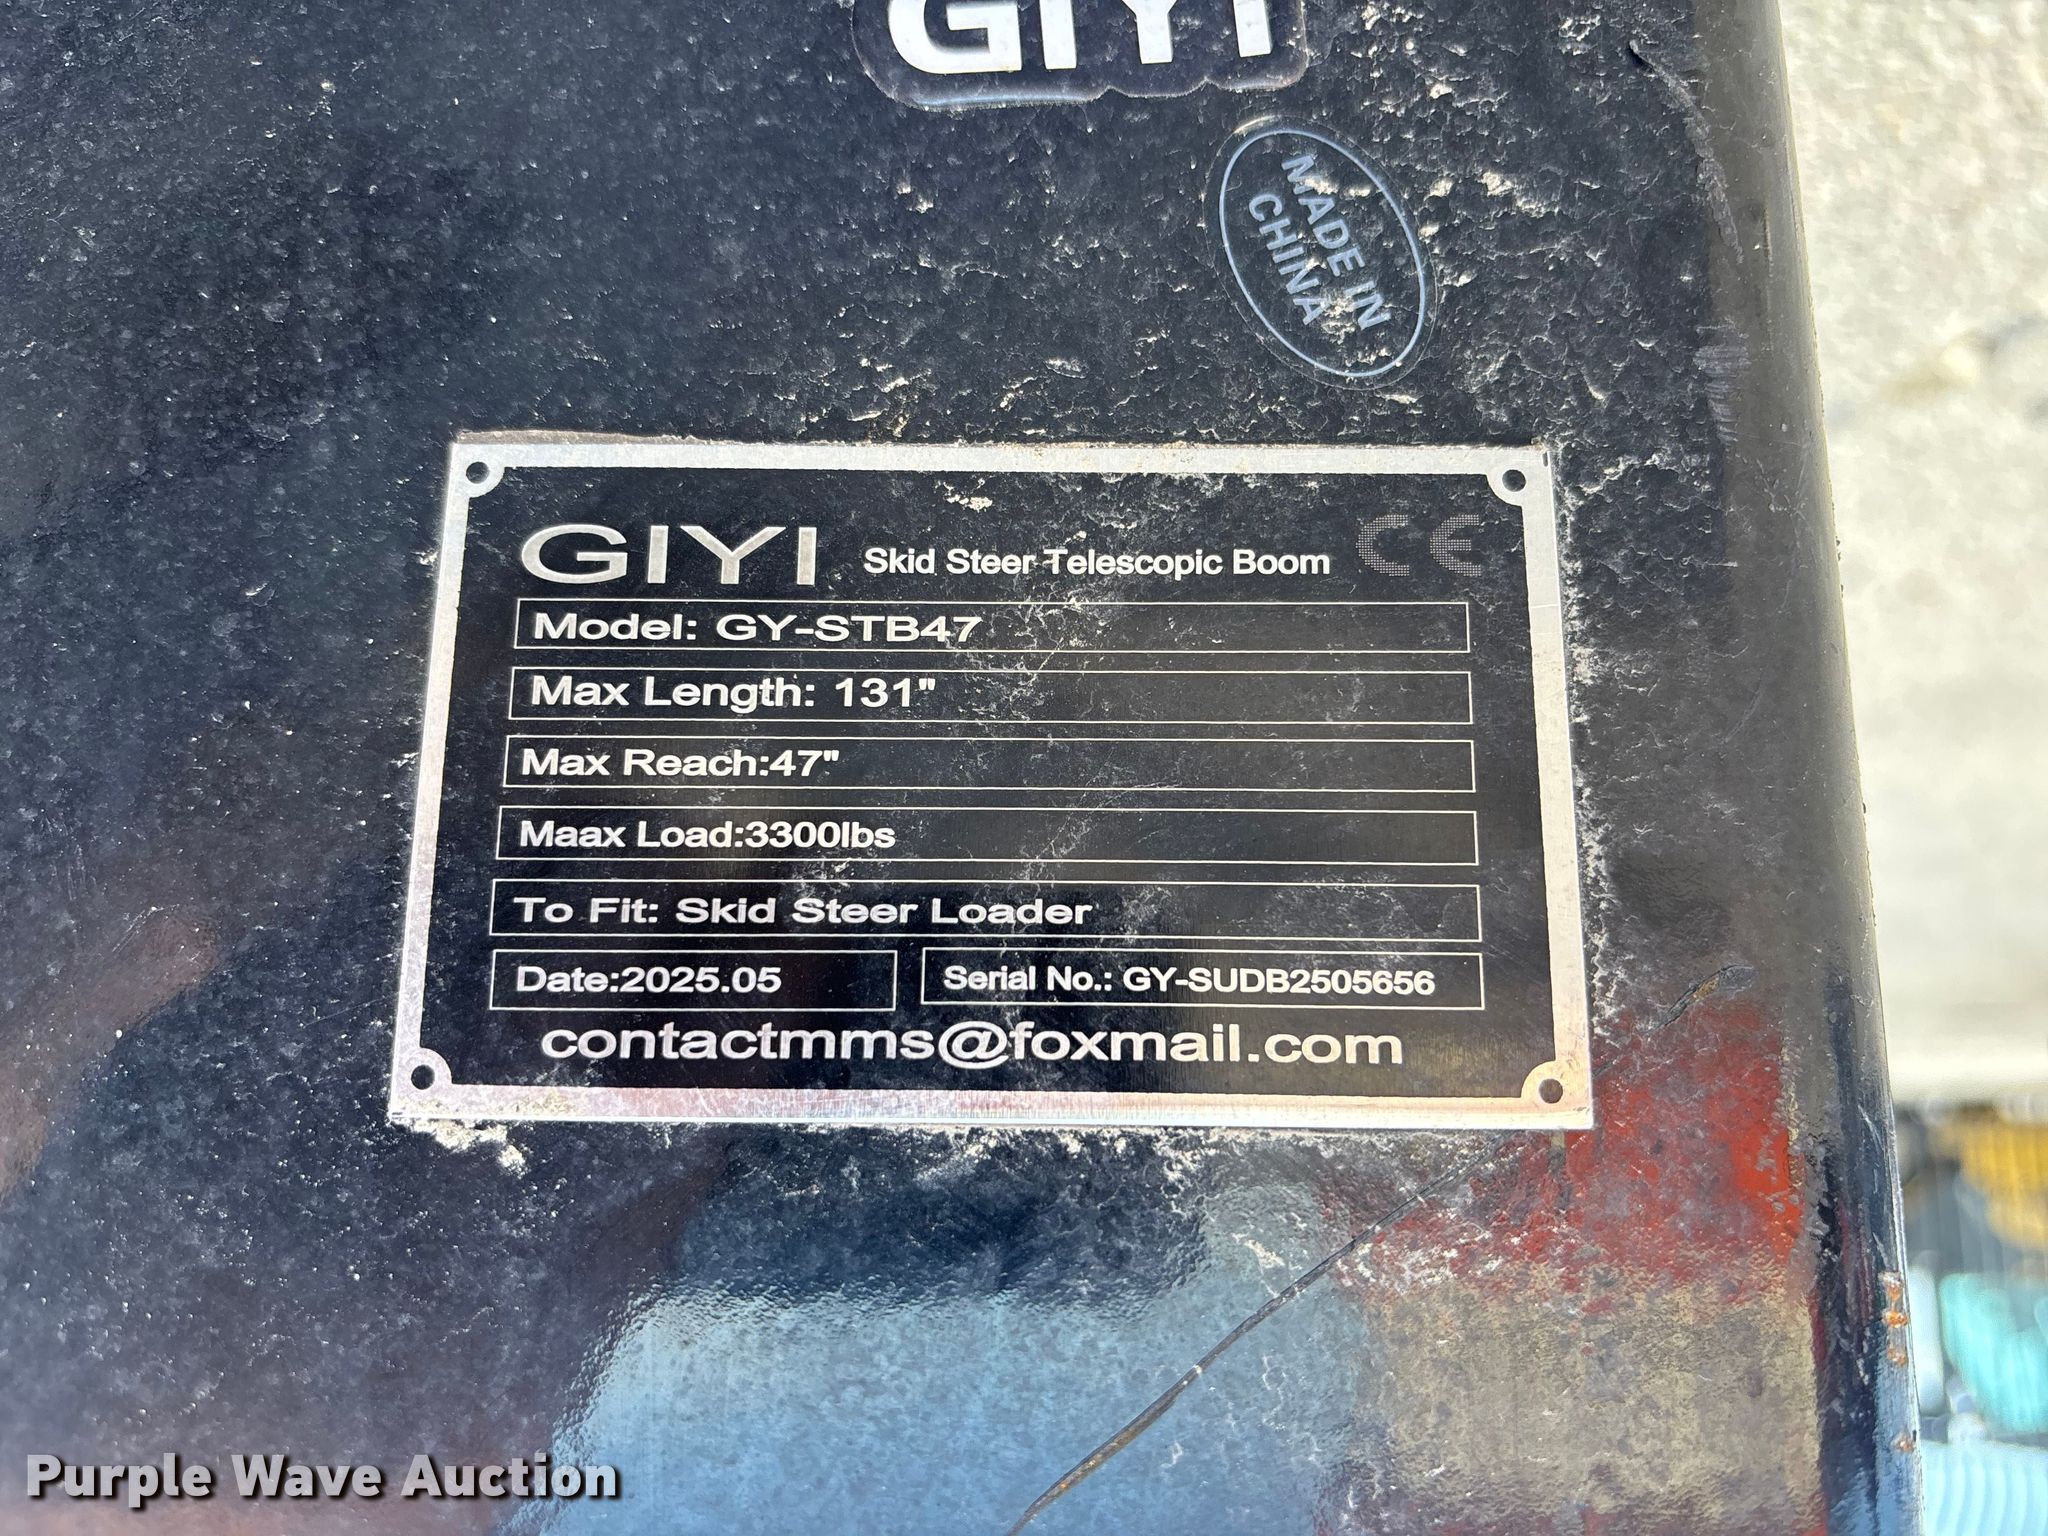 GIYI
MADE IN
CHINA
GIYI Skid Steer Telescopic Boom CE
Model: GY-STB47
Max Length: 131"
Max Reach:47"
Maax Load:3300lbs
To Fit: Skid Steer Loader
Date:2025.05 Serial No.: GY-SUDB2505656
contactmms@foxmail.com
Purple Wave Auction